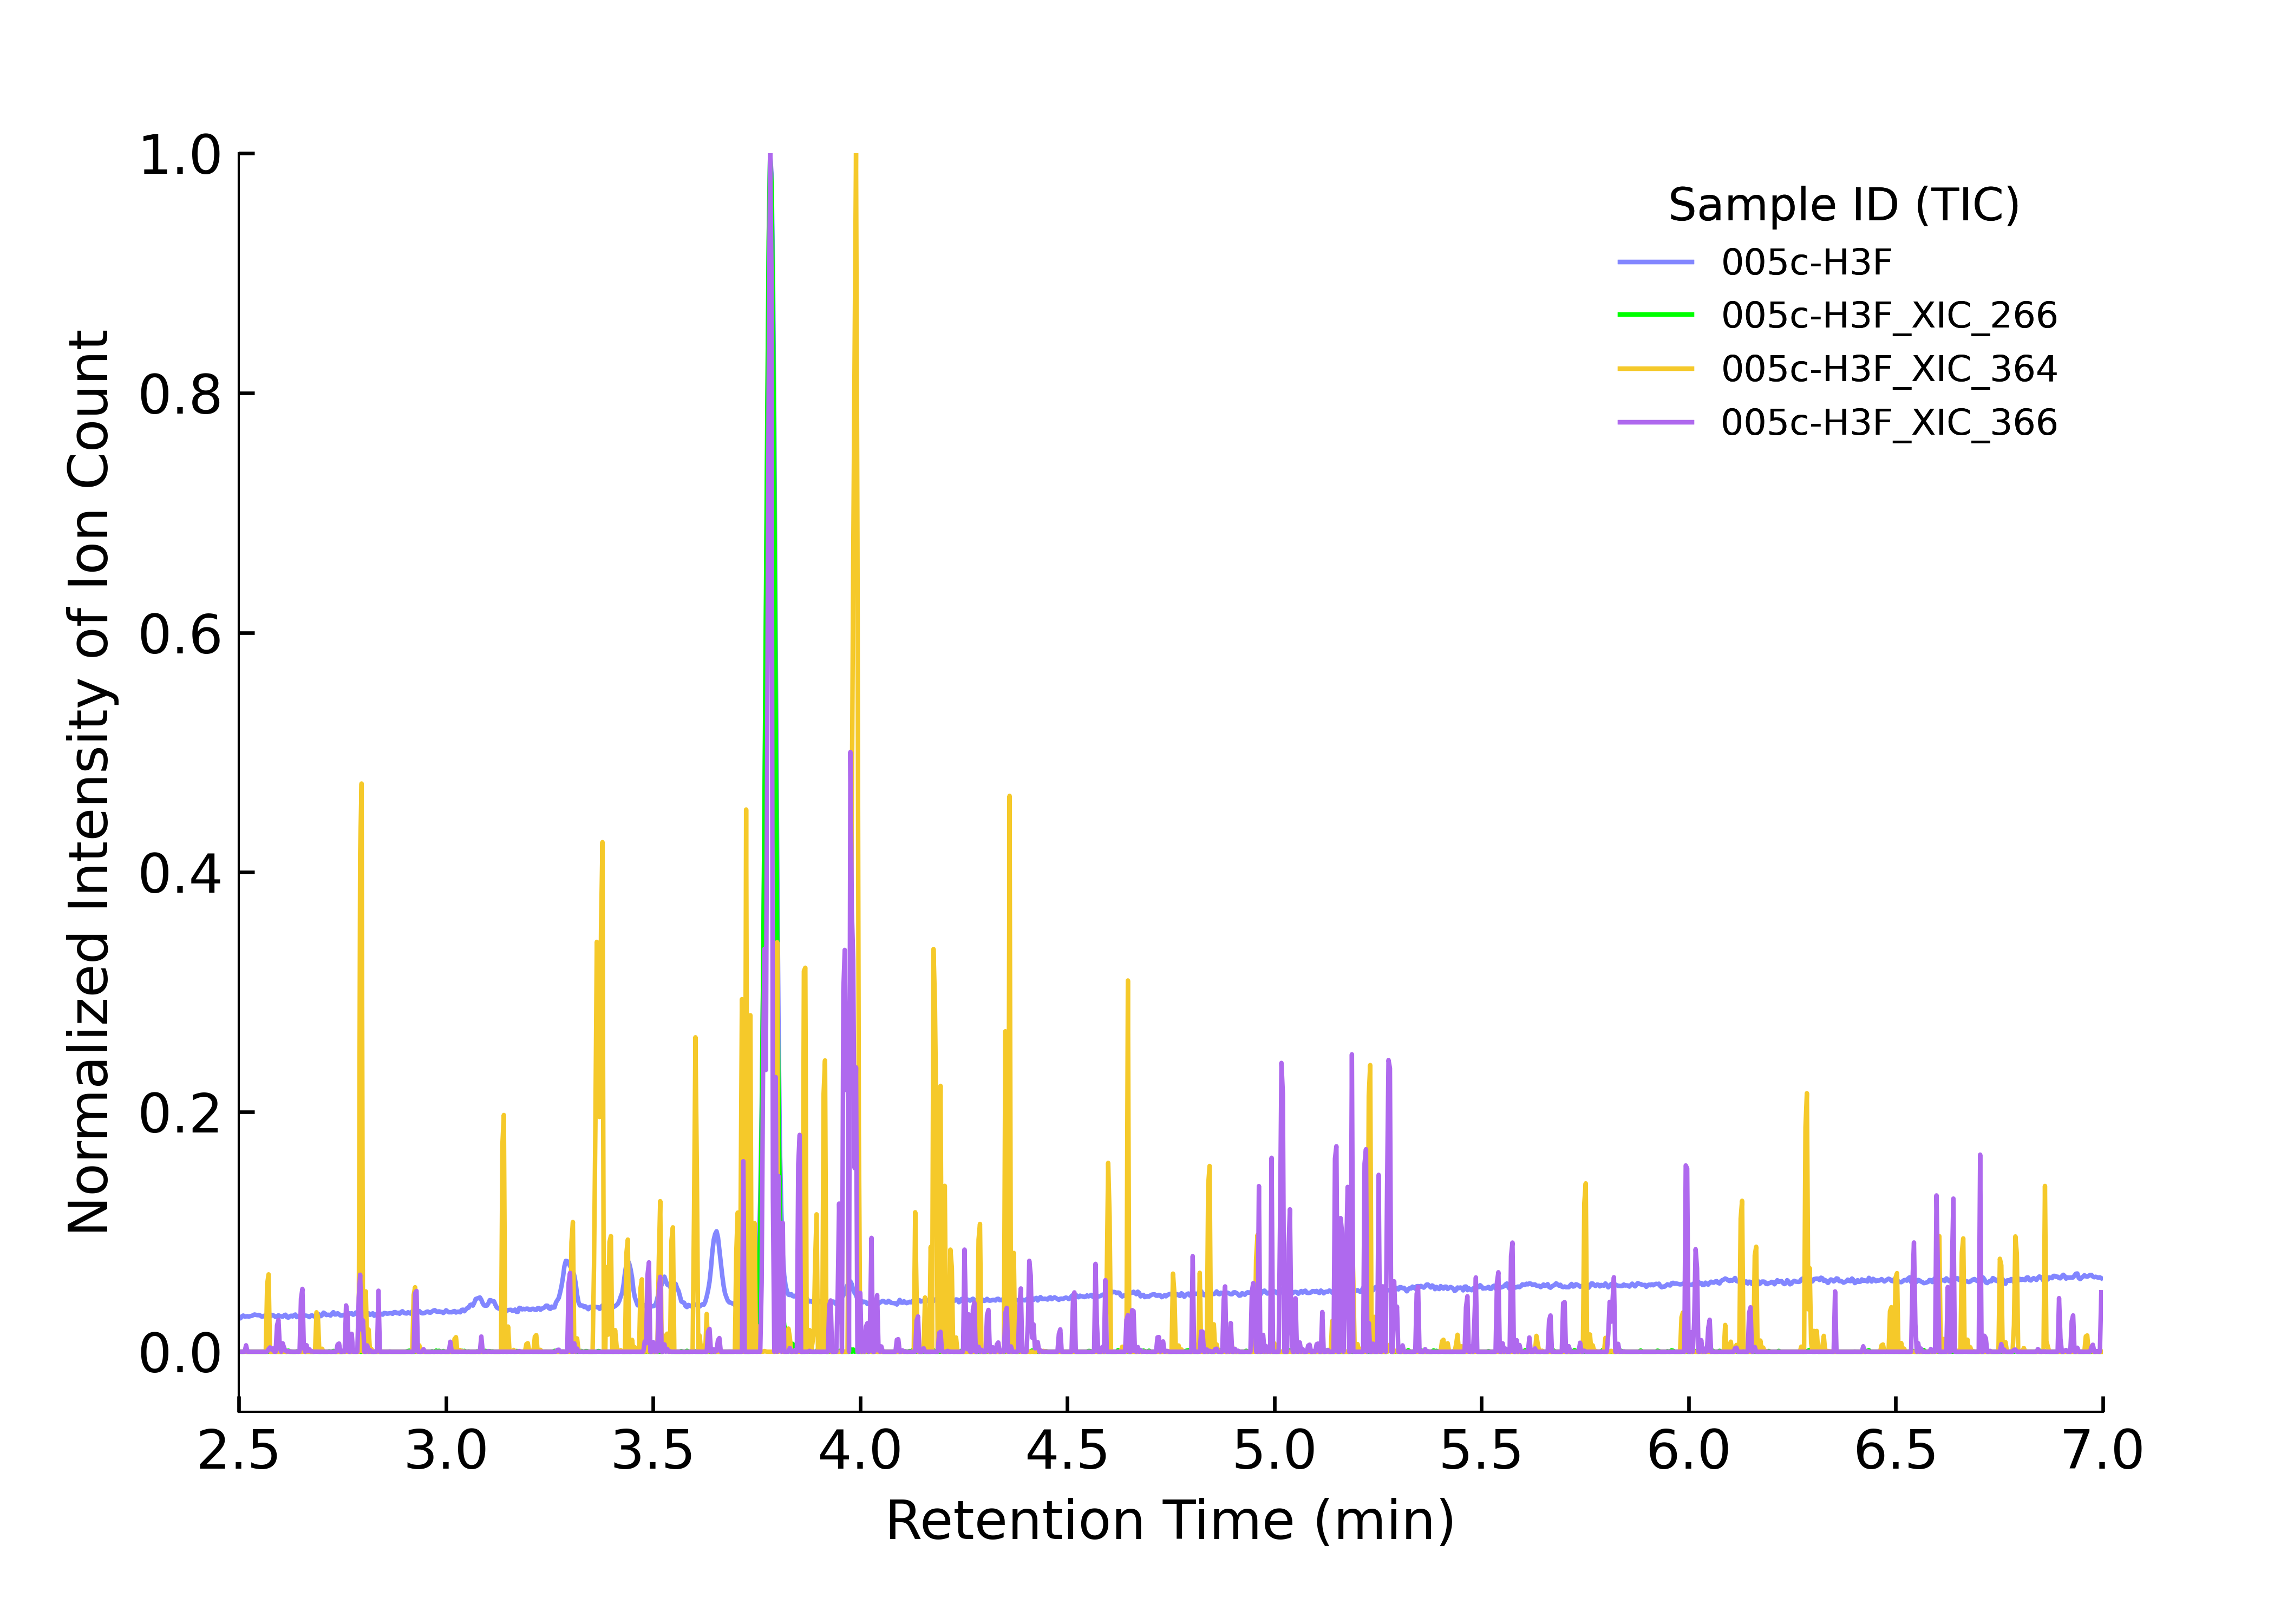 Sample ID (TIC)
005c-H3F
005c-H3F_XIC_266
005c-H3F_XIC_364
005c-H3F_XIC_366
Normalized Intensity of Ion Count
1.0
0.8
0.6
0.4
0.2
0.0
2.5 3.0 3.5 4.0 4.5 5.0 5.5 6.0 6.5 7.0
Retention Time (min)